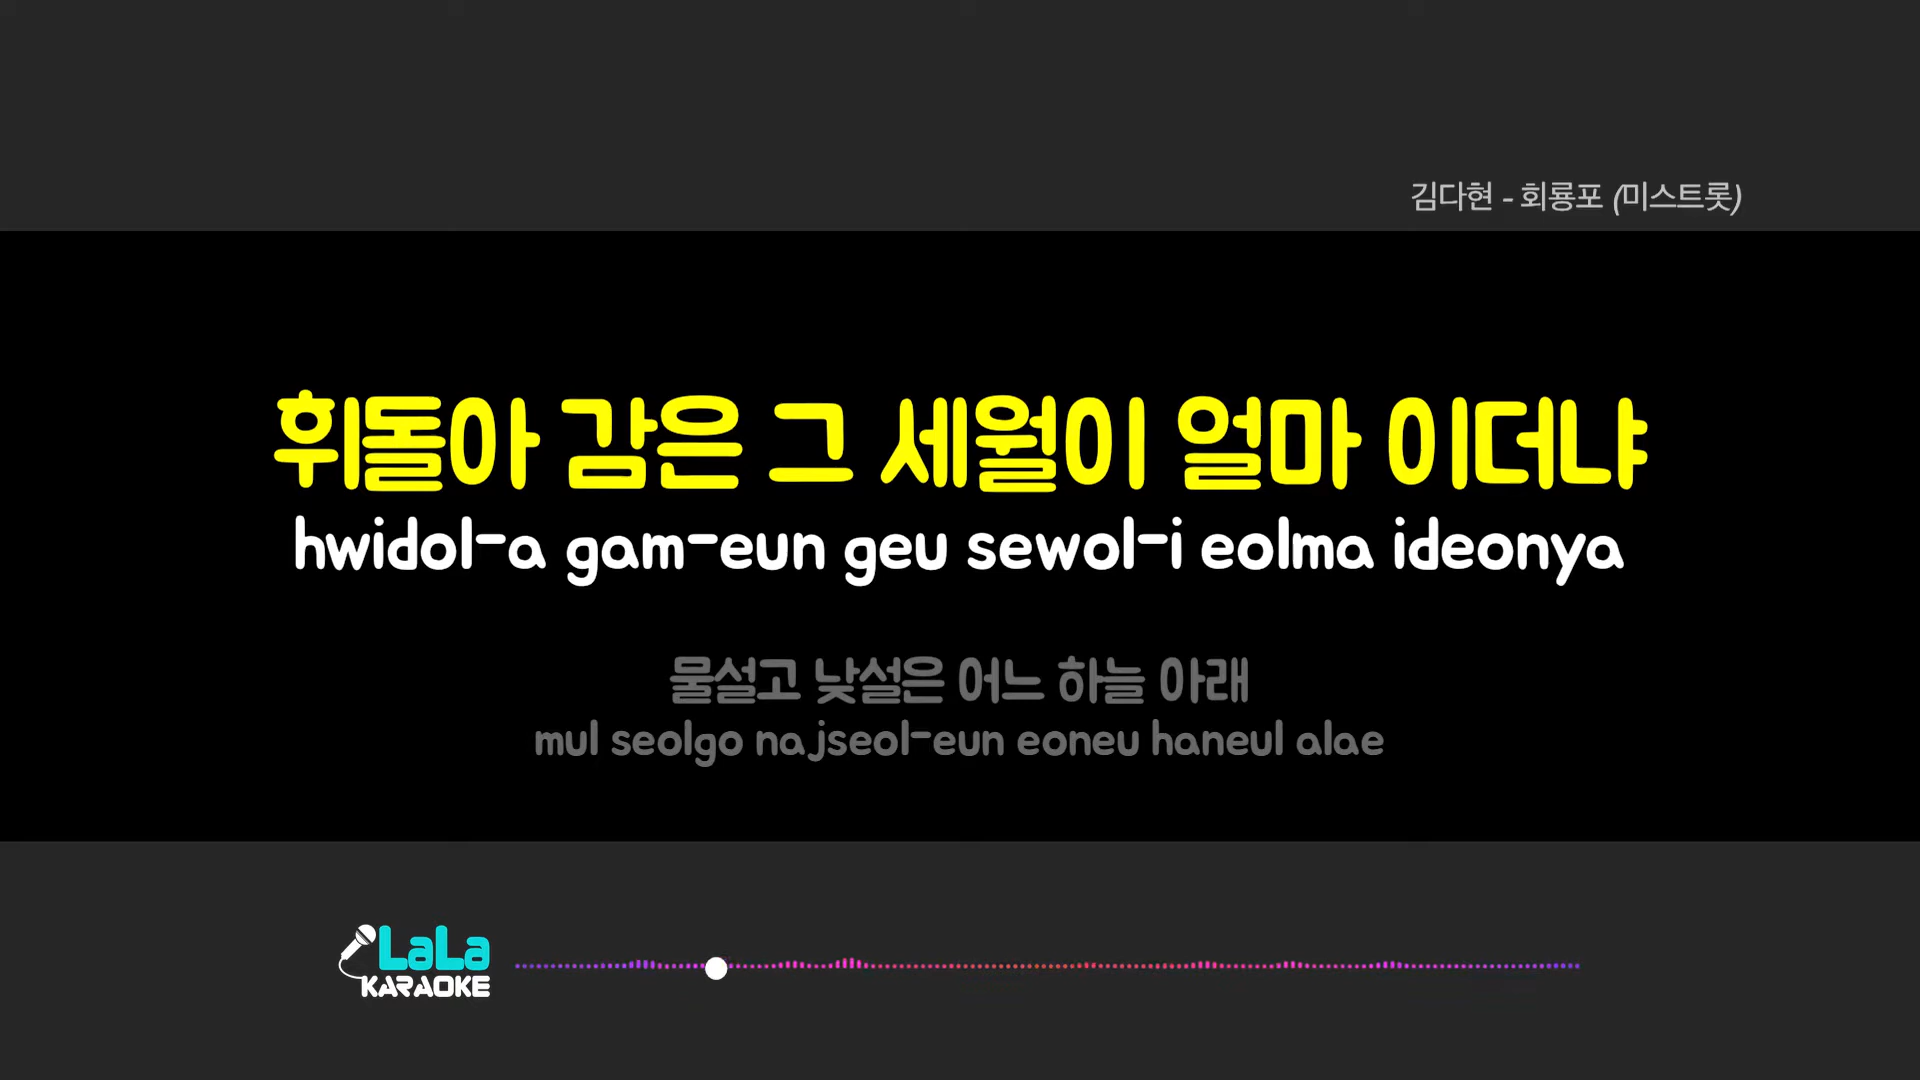 김다현 - 회룡포 (미스트롯)
휘돌아 감은 그 세월이 얼마 이더냐
hwidol-a gam-eun geu sewol-i eolma ideonya
물설고 낯설은 어느 하늘 아래
mul seolgo najseol-eun eoneu haneul alae
LaLa
KARAOKE